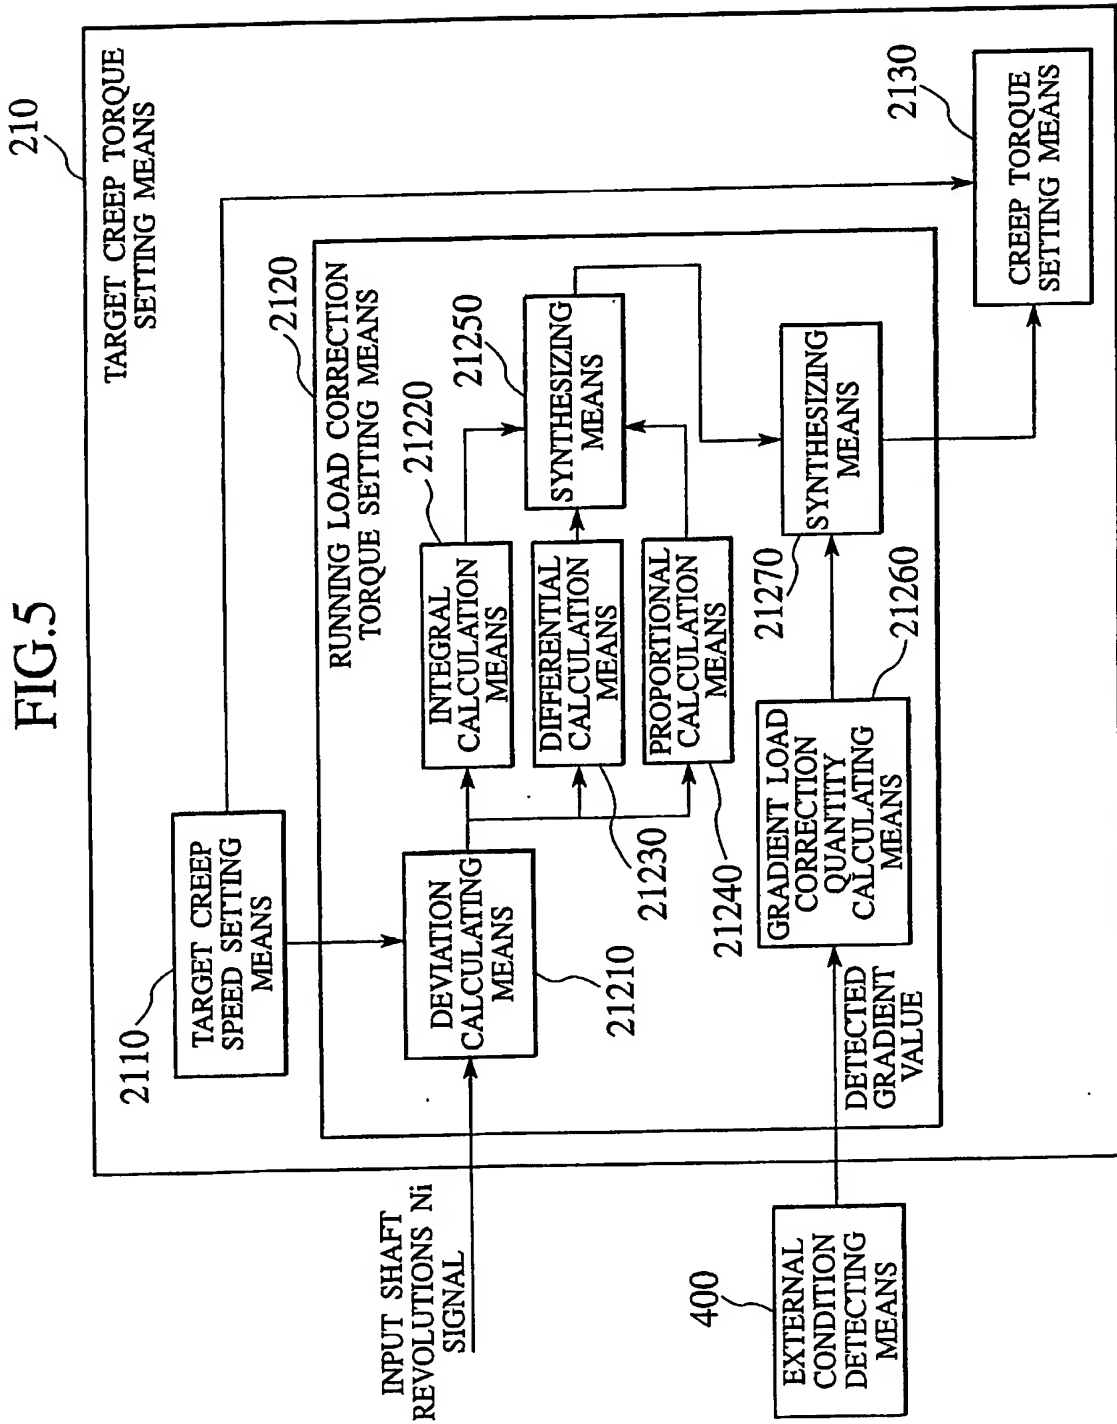 FIG.5
210
TARGET CREEP TORQUE
SETTING MEANS
2110
TARGET CREEP
SPEED SETTING
MEANS
2120
RUNNING LOAD CORRECTION
TORQUE SETTING MEANS
INPUT SHAFT
REVOLUTIONS Ni
SIGNAL
DEVIATION
CALCULATING
MEANS
21210
INTEGRAL
CALCULATION
MEANS
21220
DIFFERENTIAL
CALCULATION
MEANS
21230
PROPORTIONAL
CALCULATION
MEANS
21240
SYNTHESIZING
MEANS
21250
400
EXTERNAL
CONDITION
DETECTING
MEANS
DETECTED
GRADIENT
VALUE
GRADIENT LOAD
CORRECTION
QUANTITY
CALCULATING
MEANS
21260
21270
SYNTHESIZING
MEANS
2130
CREEP TORQUE
SETTING MEANS